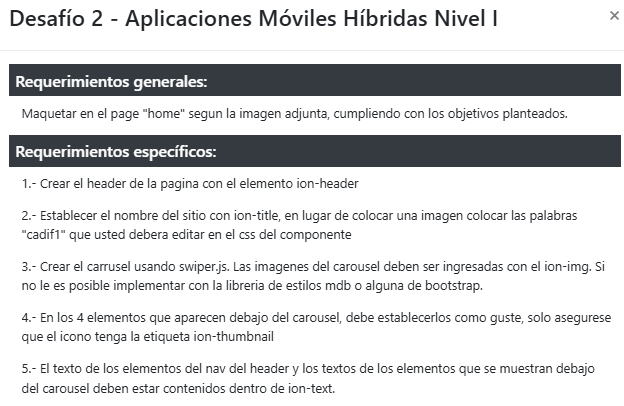 Desafío 2 - Aplicaciones Móviles Híbridas Nivel I
×
Requerimientos generales:
Maquetar en el page "home" segun la imagen adjunta, cumpliendo con los objetivos planteados.
Requerimientos específicos:
1.- Crear el header de la pagina con el elemento ion-header
2.- Establecer el nombre del sitio con ion-title, en lugar de colocar una imagen colocar las palabras
"cadif1" que usted debera editar en el css del componente
3.- Crear el carrusel usando swiper.js. Las imagenes del carousel deben ser ingresadas con el ion-img. Si
no le es posible implementar con la libreria de estilos mdb o alguna de bootstrap.
4.- En los 4 elementos que aparecen debajo del carousel, debe establecerlos como guste, solo asegurese
que el icono tenga la etiqueta ion-thumbnail
5.- El texto de los elementos del nav del header y los textos de los elementos que se muestran debajo
del carousel deben estar contenidos dentro de ion-text.